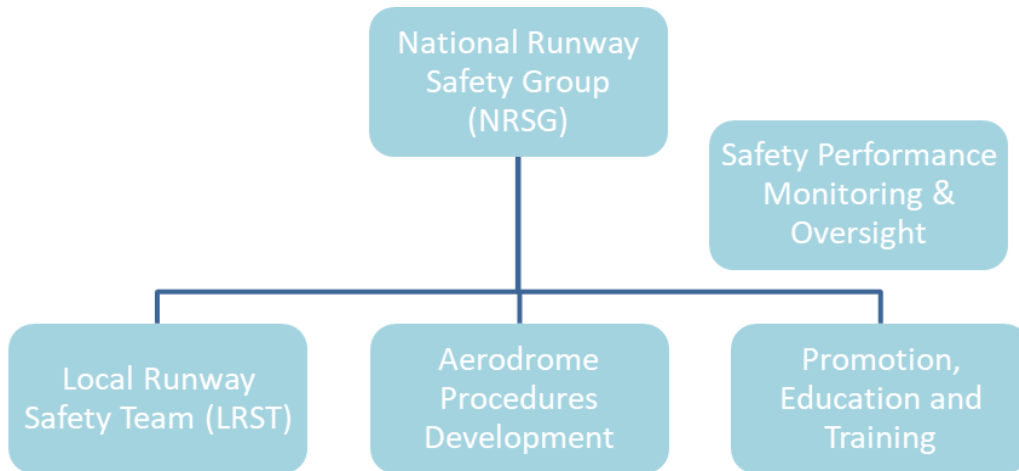 National Runway
Safety Group
(NRSG)
Safety Performance
Monitoring &
Oversight
Local Runway
Safety Team (LRST)
Aerodrome
Procedures
Development
Promotion,
Education and
Training